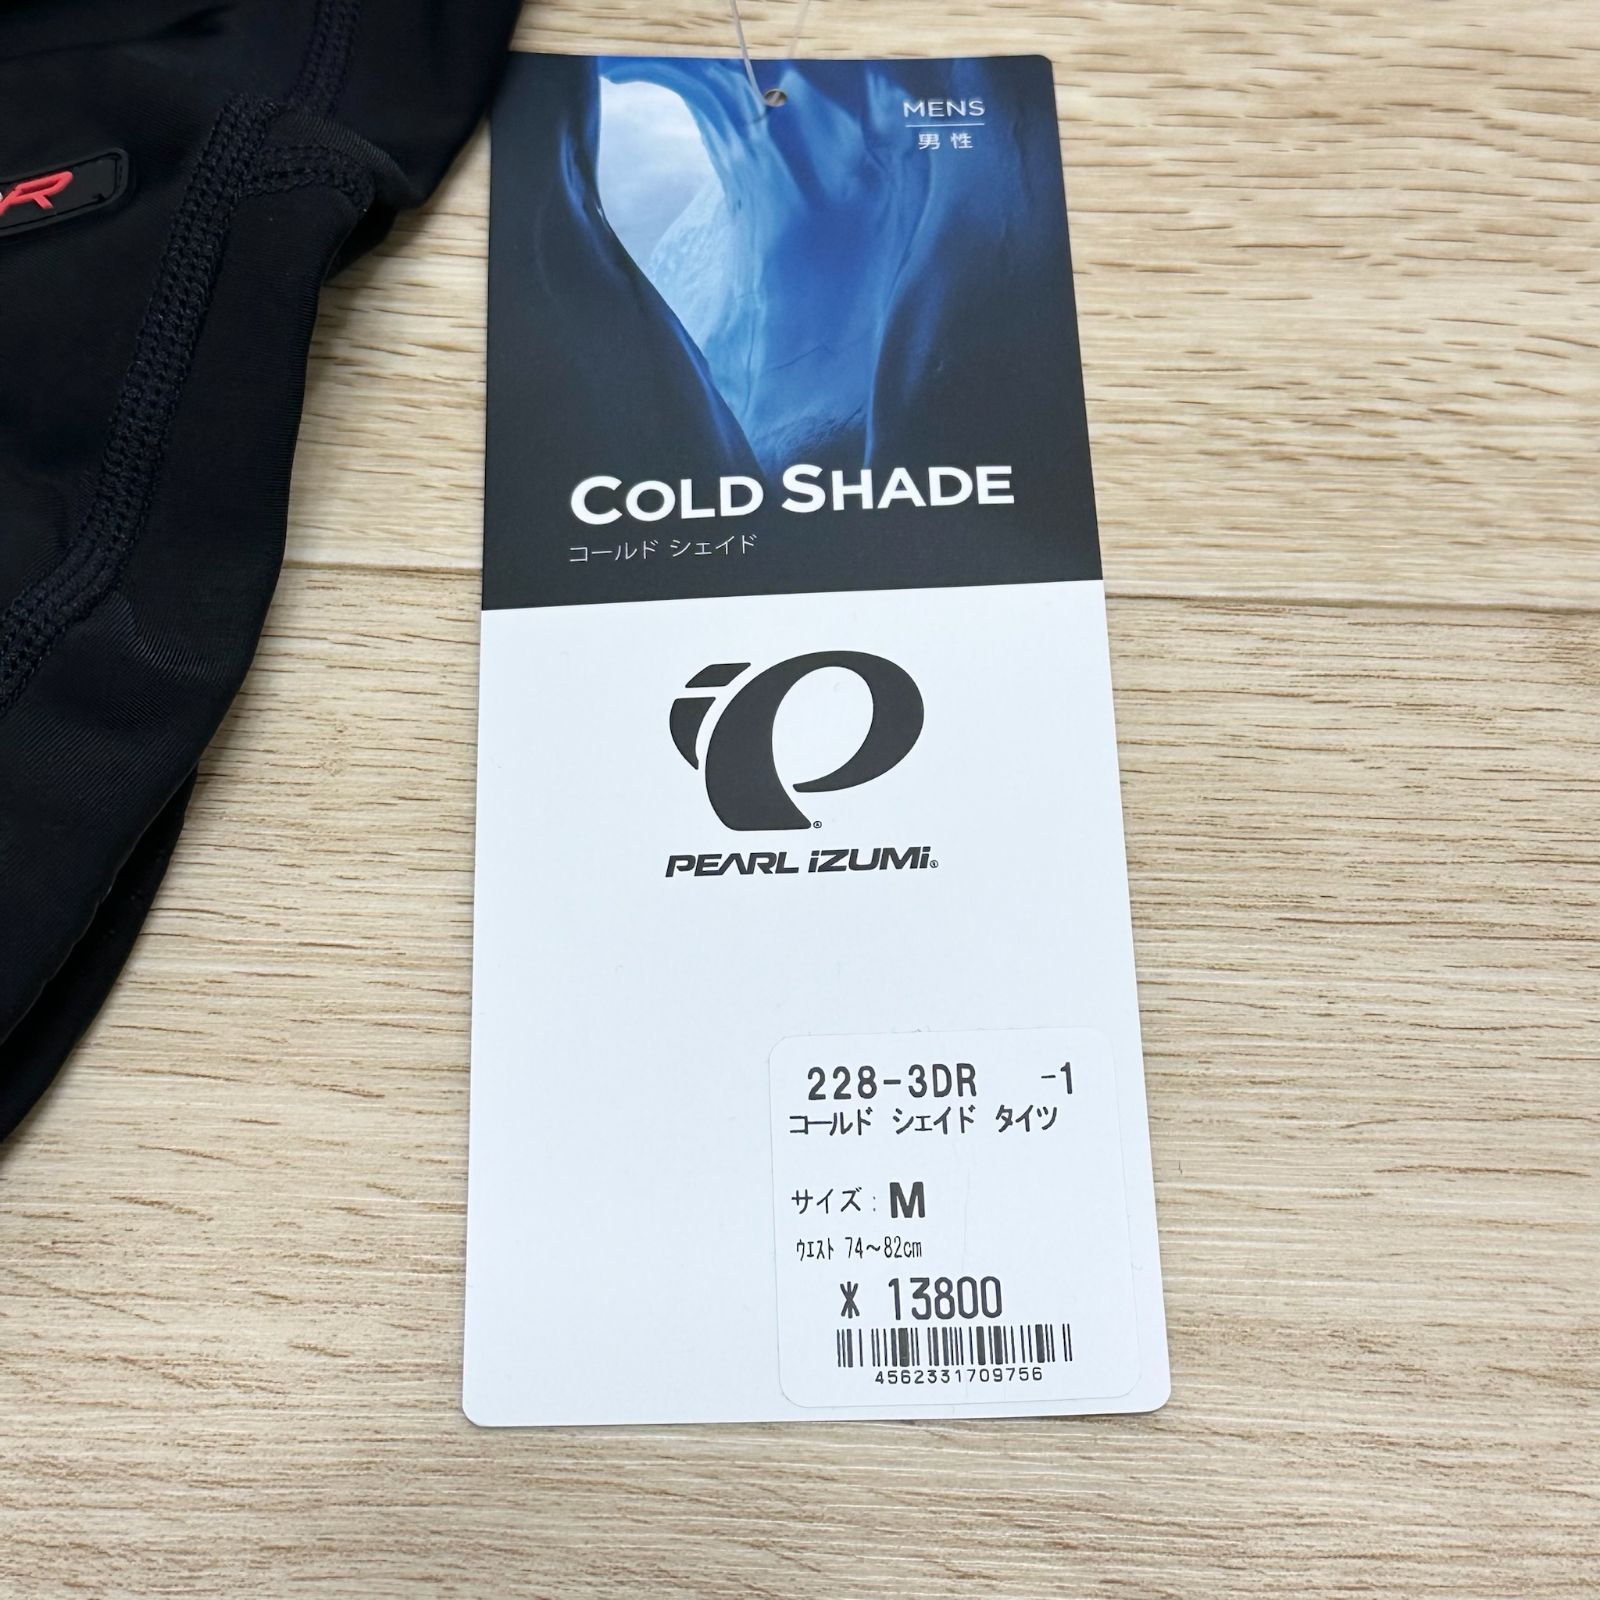 MENS
男性
COLD SHADE
コールド シェイド
PEARL iZUMi
228-3DR -1
コールド シェイド タイツ
サイズ: M
ウエスト 74～82cm
¥ 13800
4562331709756